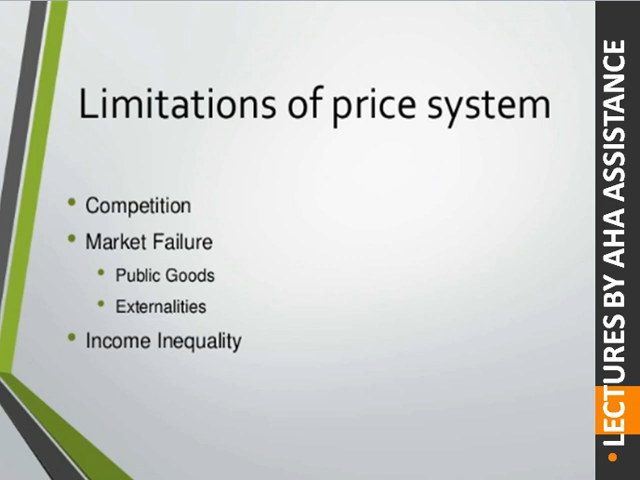 Limitations of price system
• Competition
• Market Failure
• Public Goods
• Externalities
• Income Inequality
• LECTURES BY AHA ASSISTANCE